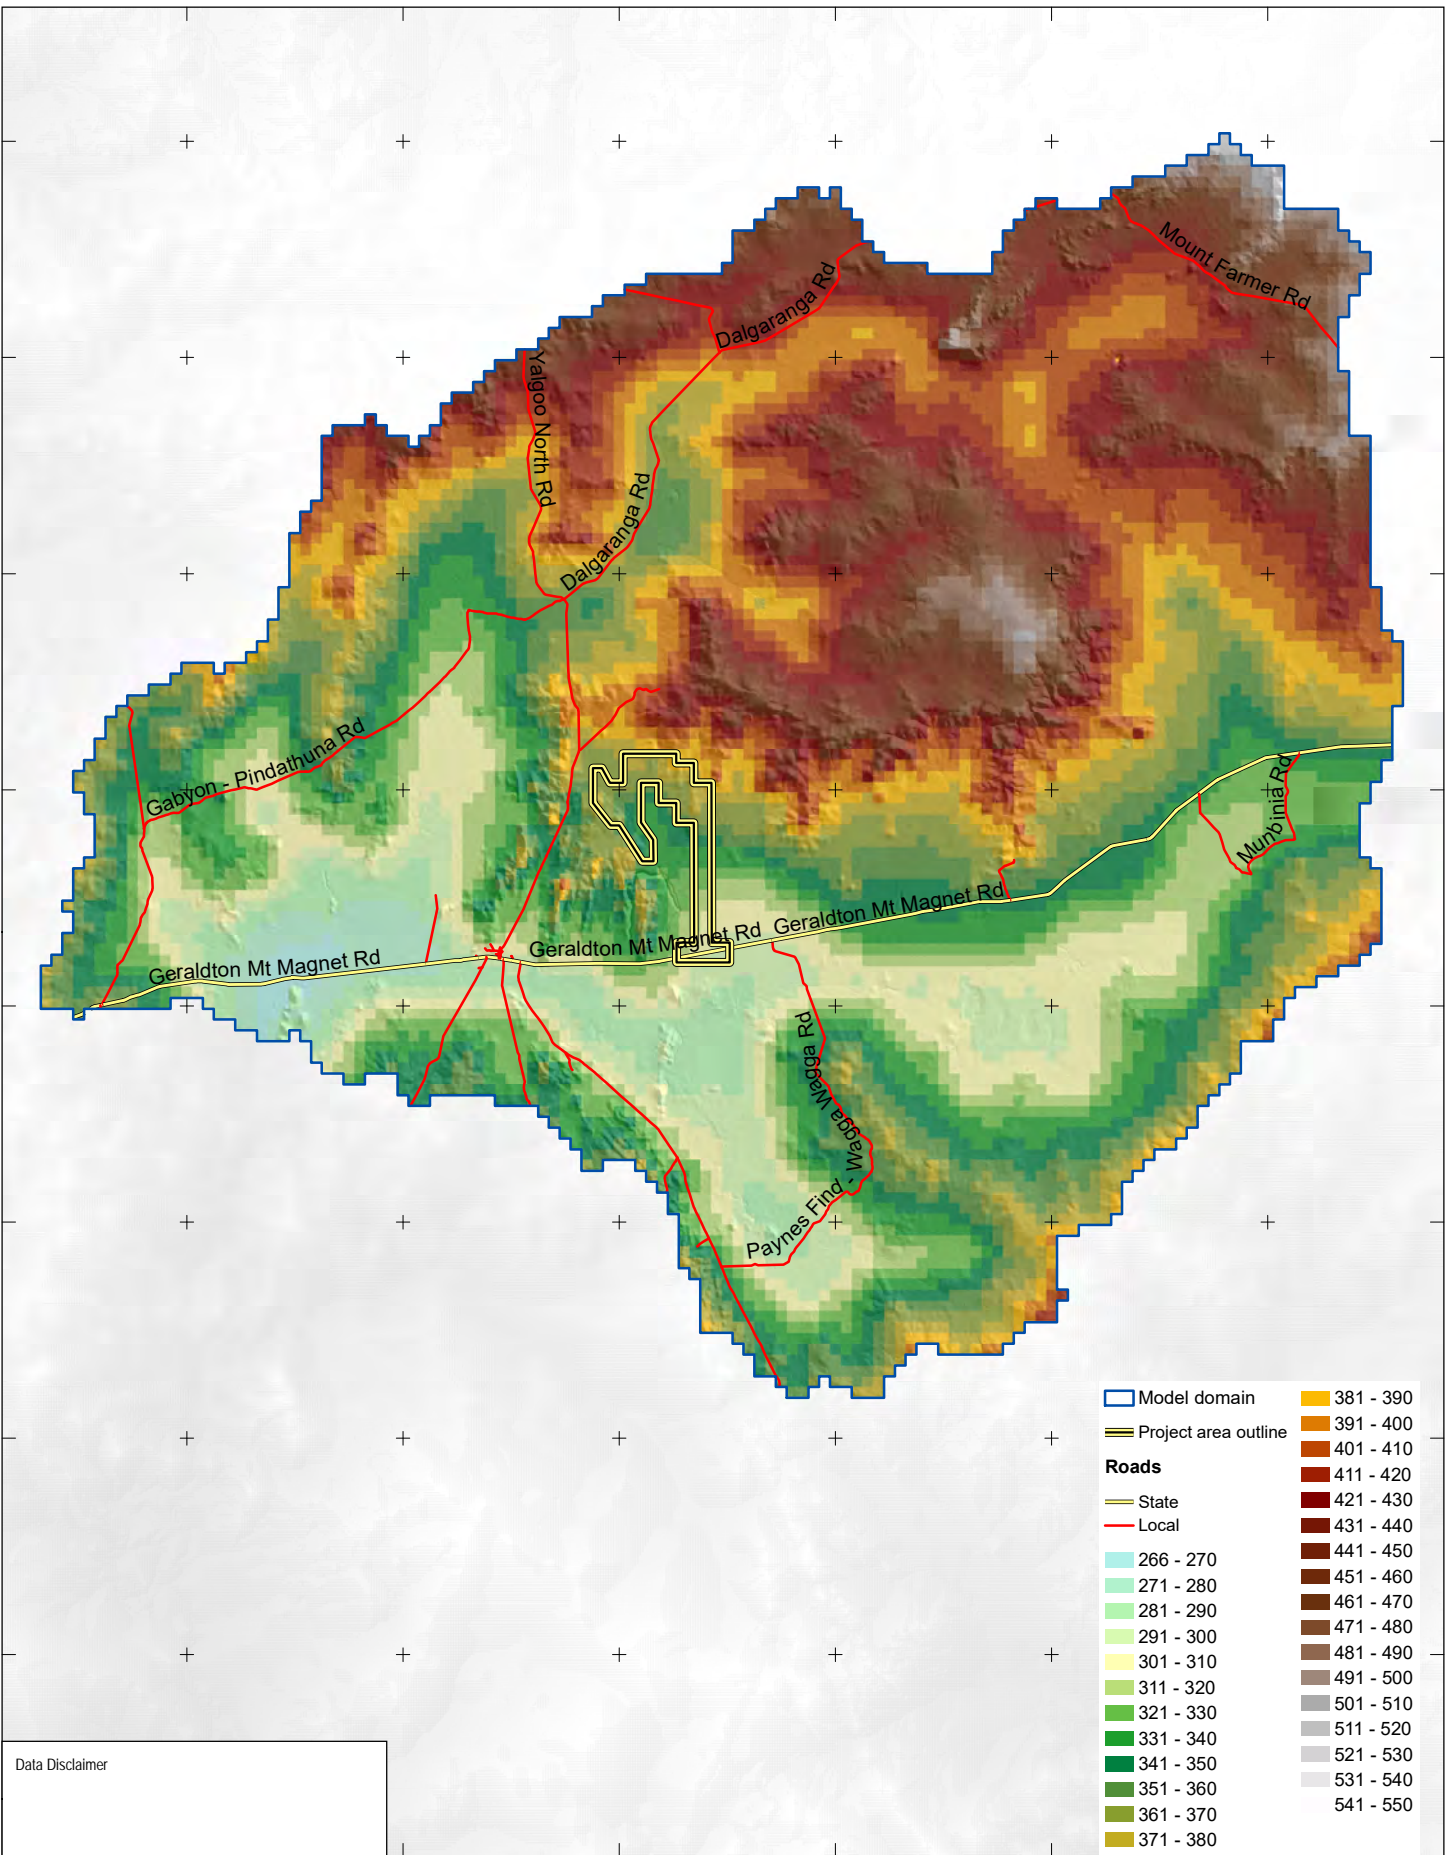 Mount Farmer Rd
Dalgaranga Rd
Yalgoo North Rd
Dalgaranga Rd
Gabyon - Pindathuna Rd
Munbinia Rd
Geraldton Mt Magnet Rd
Geraldton Mt Magnet Rd
Geraldton Mt Magnet Rd
Paynes Find - Wagga Wagga Rd
Model domain
Project area outline
Roads
State
Local
266 - 270
271 - 280
281 - 290
291 - 300
301 - 310
311 - 320
321 - 330
331 - 340
341 - 350
351 - 360
361 - 370
371 - 380
381 - 390
391 - 400
401 - 410
411 - 420
421 - 430
431 - 440
441 - 450
451 - 460
461 - 470
471 - 480
481 - 490
491 - 500
501 - 510
511 - 520
521 - 530
531 - 540
541 - 550
Data Disclaimer